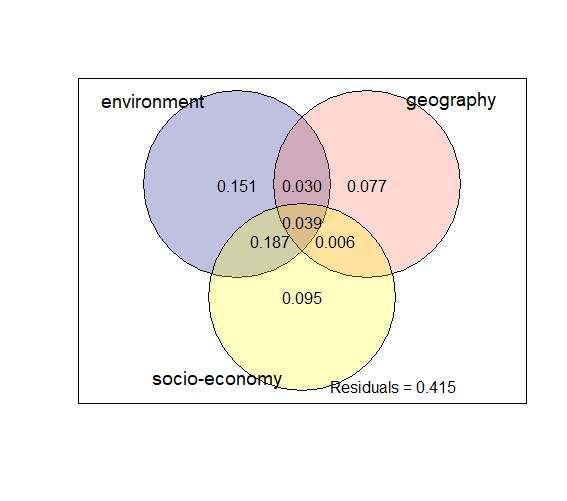 environment
geography
0.151
0.030
0.077
0.039
0.187
0.006
0.095
socio-economy
Residuals = 0.415